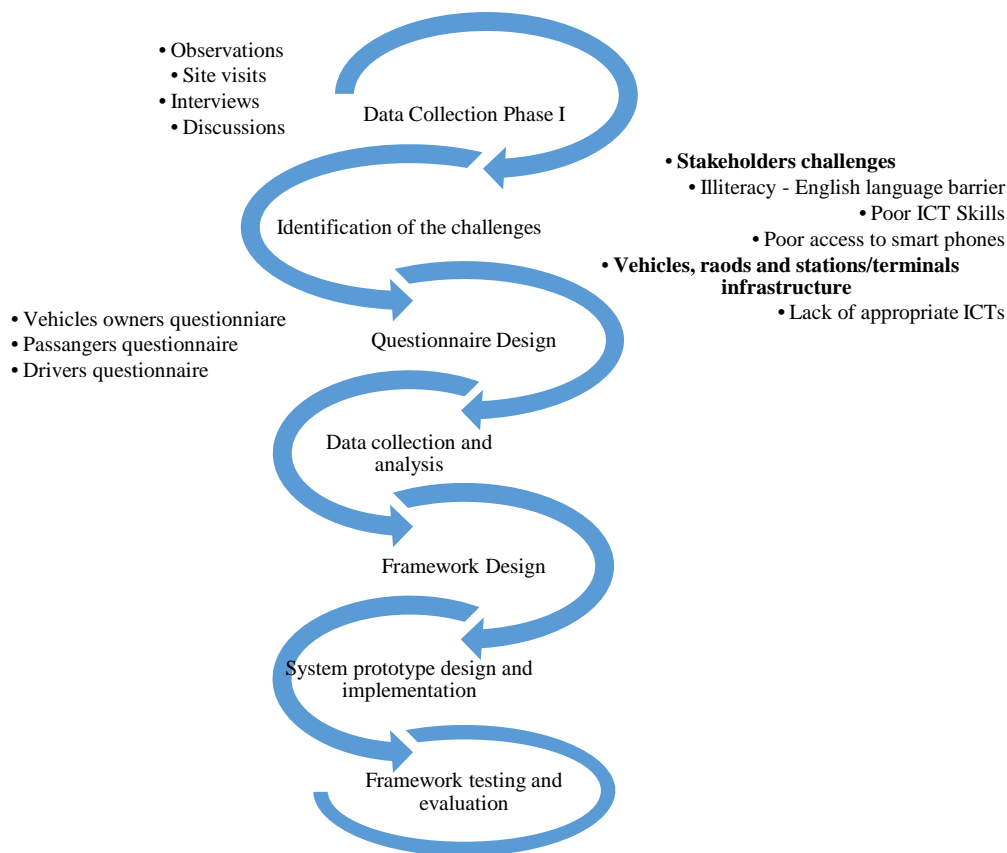 • Observations
• Site visits
• Interviews
• Discussions
Data Collection Phase I
• Stakeholders challenges
• Illiteracy - English language barrier
• Poor ICT Skills
• Poor access to smart phones
• Vehicles, raods and stations/terminals
infrastructure
• Lack of appropriate ICTs
Identification of the challenges
• Vehicles owners questionniare
• Passangers questionnaire
• Drivers questionnaire
Questionnaire Design
Data collection and
analysis
Framework Design
System prototype design and
implementation
Framework testing and
evaluation